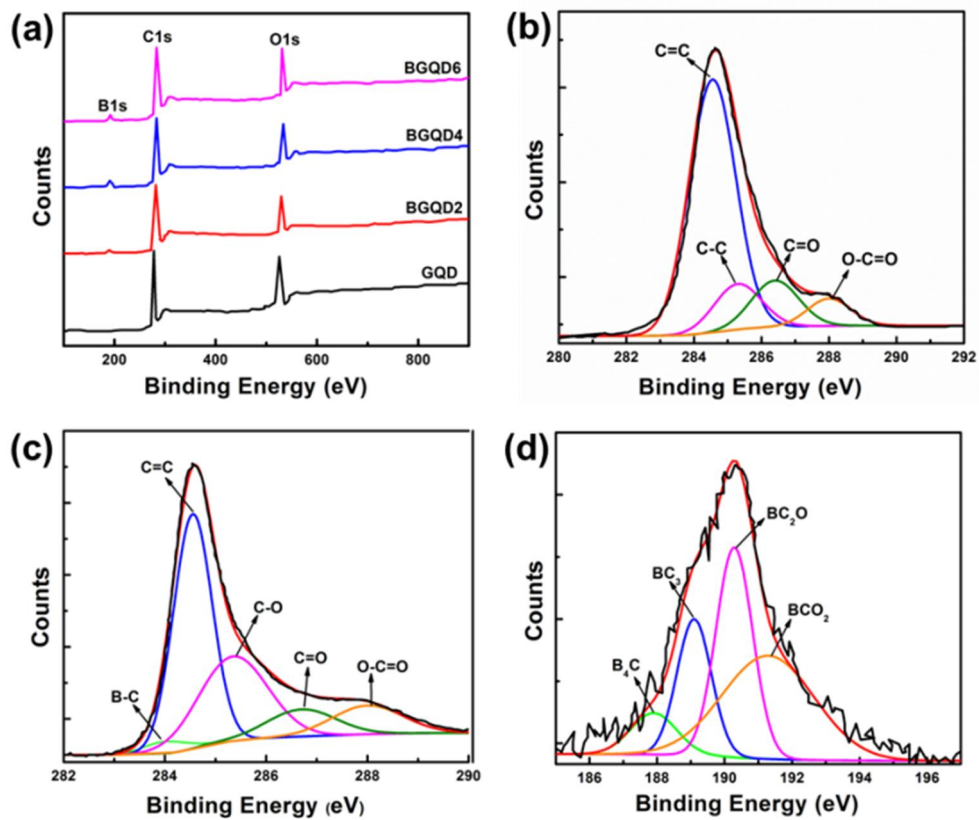 (a)
C1s
O1s
BGQD6
B1s
BGQD4
BGQD2
GQD
Counts
200 400 600 800
Binding Energy (eV)
(b)
C=C
C-C
C=O
O-C=O
Counts
280 282 284 286 288 290 292
Binding Energy (eV)
(c)
C=C
C-O
C=O
O-C=O
B-C
Counts
282 284 286 288 290
Binding Energy (eV)
(d)
BC₂O
BC₃
BCO₂
B₄C
Counts
186 188 190 192 194 196
Binding Energy (eV)